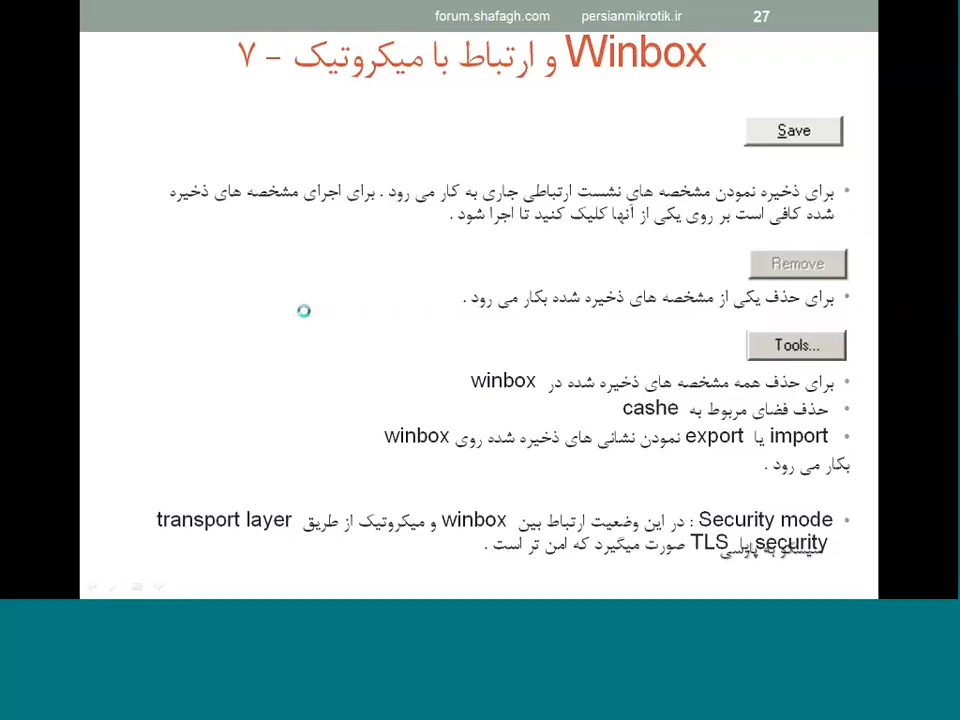 forum.shafagh.com persianmikrotik.ir 27
Winbox و ارتباط با میکروتیک – ۷
Save
برای ذخیره نمودن مشخصه های نشست ارتباطی جاری به کار می رود . برای اجرای مشخصه های ذخیره
شده کافی است بر روی یکی از آنها کلیک کنید تا اجرا شود .
Remove
برای حذف یکی از مشخصه های ذخیره شده بکار می رود .
Tools...
برای حذف همه مشخصه های ذخیره شده در winbox
حذف فضای مربوط به cashe
import یا export نمودن نشانی های ذخیره شده روی winbox
بکار می رود .
Security mode : در این وضعیت ارتباط بین winbox و میکروتیک از طریق transport layer
security یا TLS صورت میگیرد که امن تر است .
سیسکو به پارسی